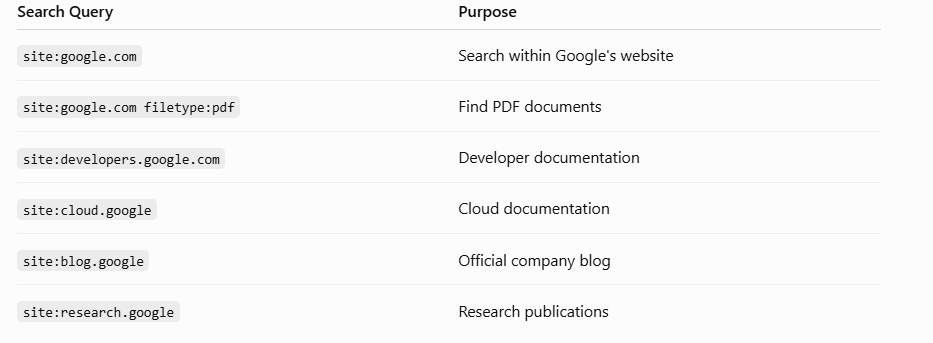 Search Query Purpose
site:google.com Search within Google's website
site:google.com filetype:pdf Find PDF documents
site:developers.google.com Developer documentation
site:cloud.google Cloud documentation
site:blog.google Official company blog
site:research.google Research publications